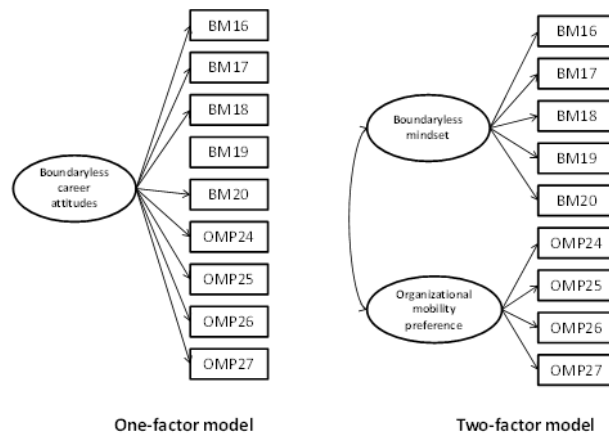 BM16
BM17
BM18
BM19
BM20
OMP24
OMP25
OMP26
OMP27
Boundaryless
career
attitudes
One-factor model
BM16
BM17
BM18
BM19
BM20
OMP24
OMP25
OMP26
OMP27
Boundaryless
mindset
Organizational
mobility
preference
Two-factor model